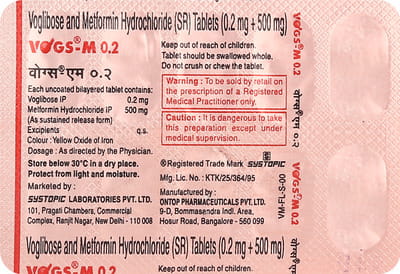 Voglibose and Metformin Hydrochloride (SR) Tablets (0.2 mg + 500 mg)
VOGS®-M 0.2
वोग्स®एम ०.२
Each uncoated bilayered tablet contains:
Voglibose IP 0.2 mg
Metformin Hydrochloride IP 500 mg
(As sustained release form)
Excipients q.s.
Colour : Yellow Oxide of Iron
Dosage : As directed by the Physician.
Store below 30°C in a dry place.
Protect from light and moisture.
Marketed by :
SYSTOPIC LABORATORIES PVT. LTD.
101, Pragati Chambers, Commercial
Complex, Ranjit Nagar, New Delhi - 110 008
Keep out of reach of children.
Tablet should be swallowed whole.
Do not crush or chew the tablet.
Warning : To be sold by retail on
the prescription of a Registered
Medical Practitioner only.
Caution : It is dangerous to take
this preparation except under
medical supervision.
®Registered Trade Mark SYSTOPIC
Mfg. Lic. No. : KTK/25/364/95
Manufactured by :
ONTOP PHARMACEUTICALS PVT. LTD.
9-D, Bommasandra Indl. Area,
Hosur Road, Bangalore - 560 099
VM-FL-S-00
VOGS®-M 0.2
वोग्स®एम ०.२
VOGS®-M 0.2
Voglibose and Metformin Hydrochloride (SR) Tablets (0.2 mg + 500 mg)
VOGS®-M 0.2
Keep out of reach of children.